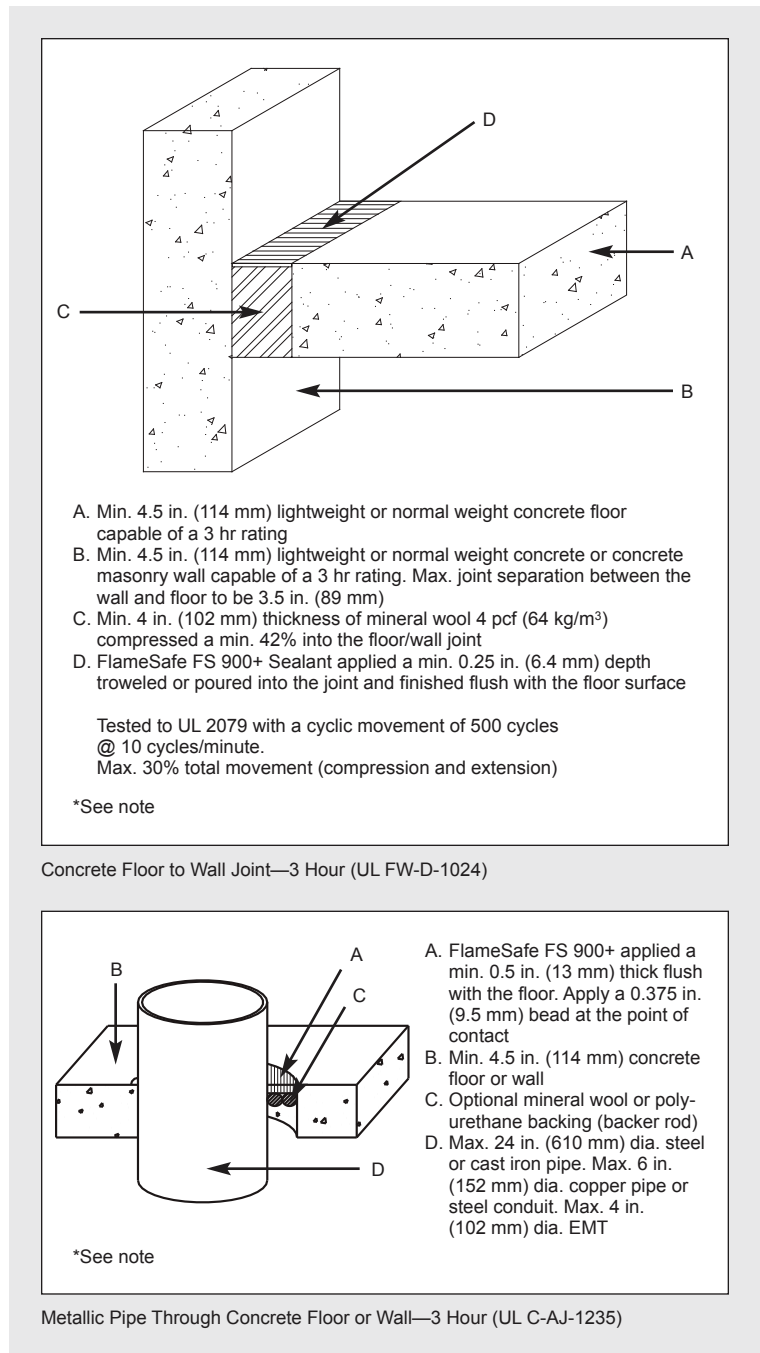 D
A
C
B
A. Min. 4.5 in. (114 mm) lightweight or normal weight concrete floor
capable of a 3 hr rating
B. Min. 4.5 in. (114 mm) lightweight or normal weight concrete or concrete
masonry wall capable of a 3 hr rating. Max. joint separation between the
wall and floor to be 3.5 in. (89 mm)
C. Min. 4 in. (102 mm) thickness of mineral wool 4 pcf (64 kg/m³)
compressed a min. 42% into the floor/wall joint
D. FlameSafe FS 900+ Sealant applied a min. 0.25 in. (6.4 mm) depth
troweled or poured into the joint and finished flush with the floor surface
Tested to UL 2079 with a cyclic movement of 500 cycles
@ 10 cycles/minute.
Max. 30% total movement (compression and extension)
*See note
Concrete Floor to Wall Joint—3 Hour (UL FW-D-1024)
B
A
C
D
*See note
A. FlameSafe FS 900+ applied a
min. 0.5 in. (13 mm) thick flush
with the floor. Apply a 0.375 in.
(9.5 mm) bead at the point of
contact
B. Min. 4.5 in. (114 mm) concrete
floor or wall
C. Optional mineral wool or poly-
urethane backing (backer rod)
D. Max. 24 in. (610 mm) dia. steel
or cast iron pipe. Max. 6 in.
(152 mm) dia. copper pipe or
steel conduit. Max. 4 in.
(102 mm) dia. EMT
Metallic Pipe Through Concrete Floor or Wall—3 Hour (UL C-AJ-1235)